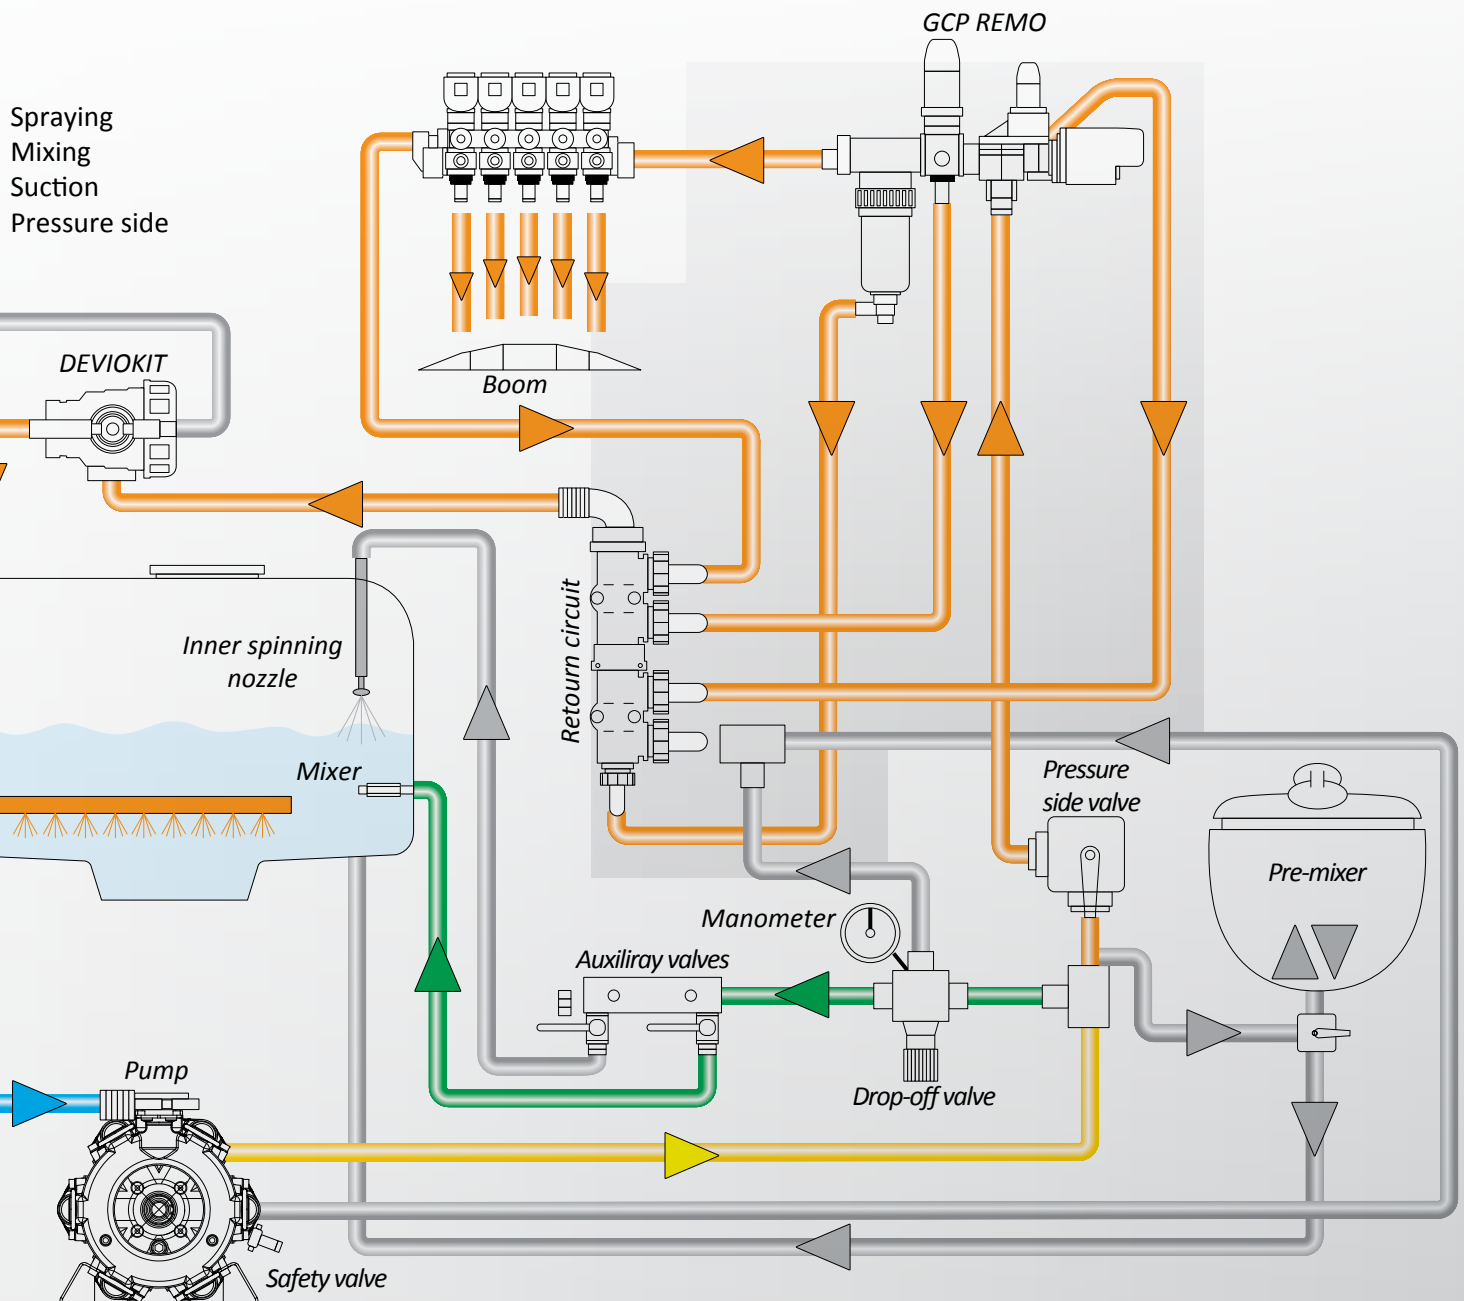 GCP REMO
Spraying
Mixing
Suction
Pressure side
DEVIOKIT
Boom
Retourn circuit
Inner spinning
nozzle
Mixer
Pressure
side valve
Pre-mixer
Manometer
Auxiliray valves
Drop-off valve
Pump
Safety valve